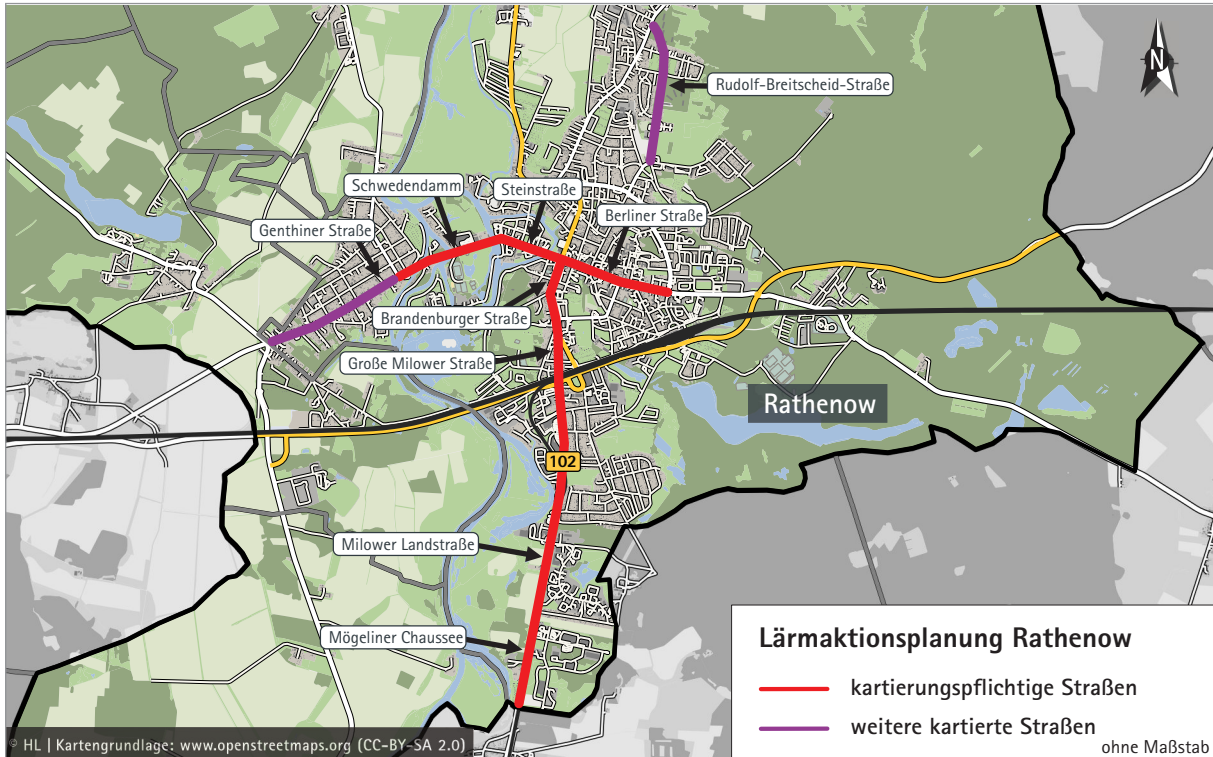 N
Rudolf-Breitscheid-Straße
Schwedendamm
Steinstraße
Berliner Straße
Genthiner Straße
Brandenburger Straße
Große Milower Straße
Rathenow
102
Milower Landstraße
Mögeliner Chaussee
Lärmaktionsplanung Rathenow
kartierungspflichtige Straßen
weitere kartierte Straßen
ohne Maßstab
© HL | Kartengrundlage: www.openstreetmaps.org (CC-BY-SA 2.0)